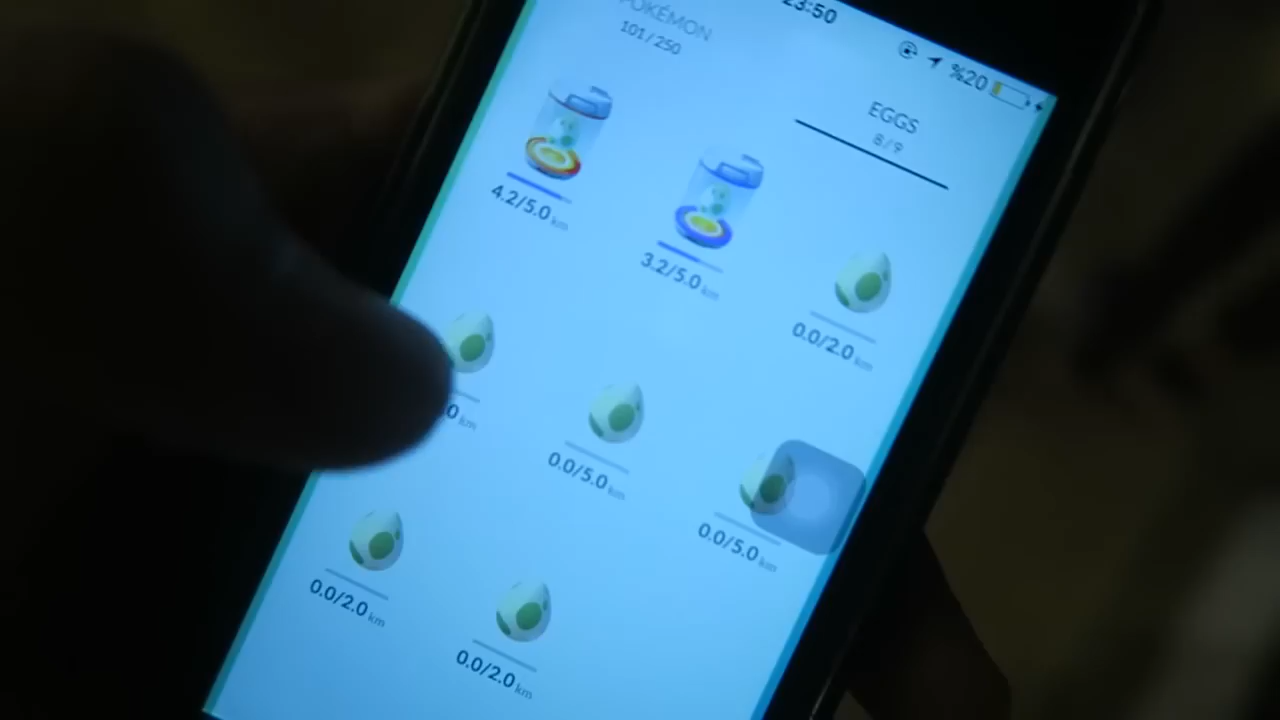 23:50
%20
POKÉMON
101/250
EGGS
8/9
4.2/5.0 km
3.2/5.0 km
0.0/2.0 km
0 km
0.0/5.0 km
0.0/5.0 km
0.0/2.0 km
0.0/2.0 km